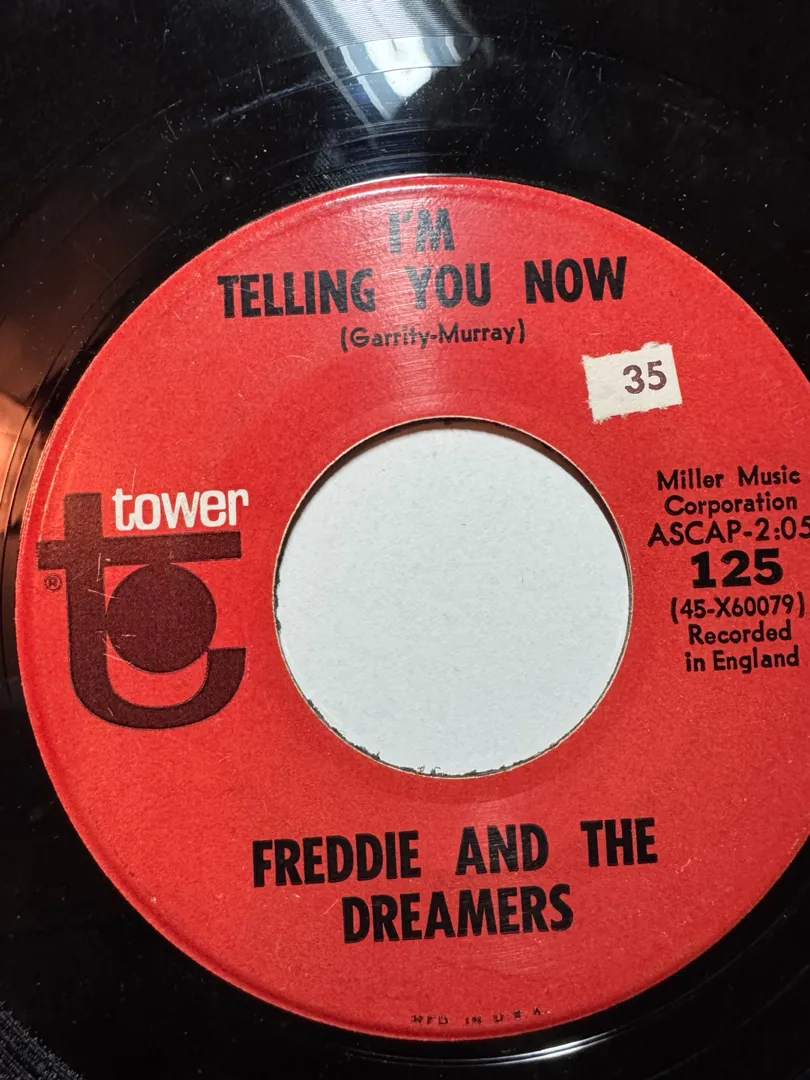 I'M
TELLING YOU NOW
(Garrity-Murray)
35
tower
®
Miller Music
Corporation
ASCAP-2:05
125
(45-X60079)
Recorded
in England
FREDDIE AND THE
DREAMERS
MFD. IN U.S.A.